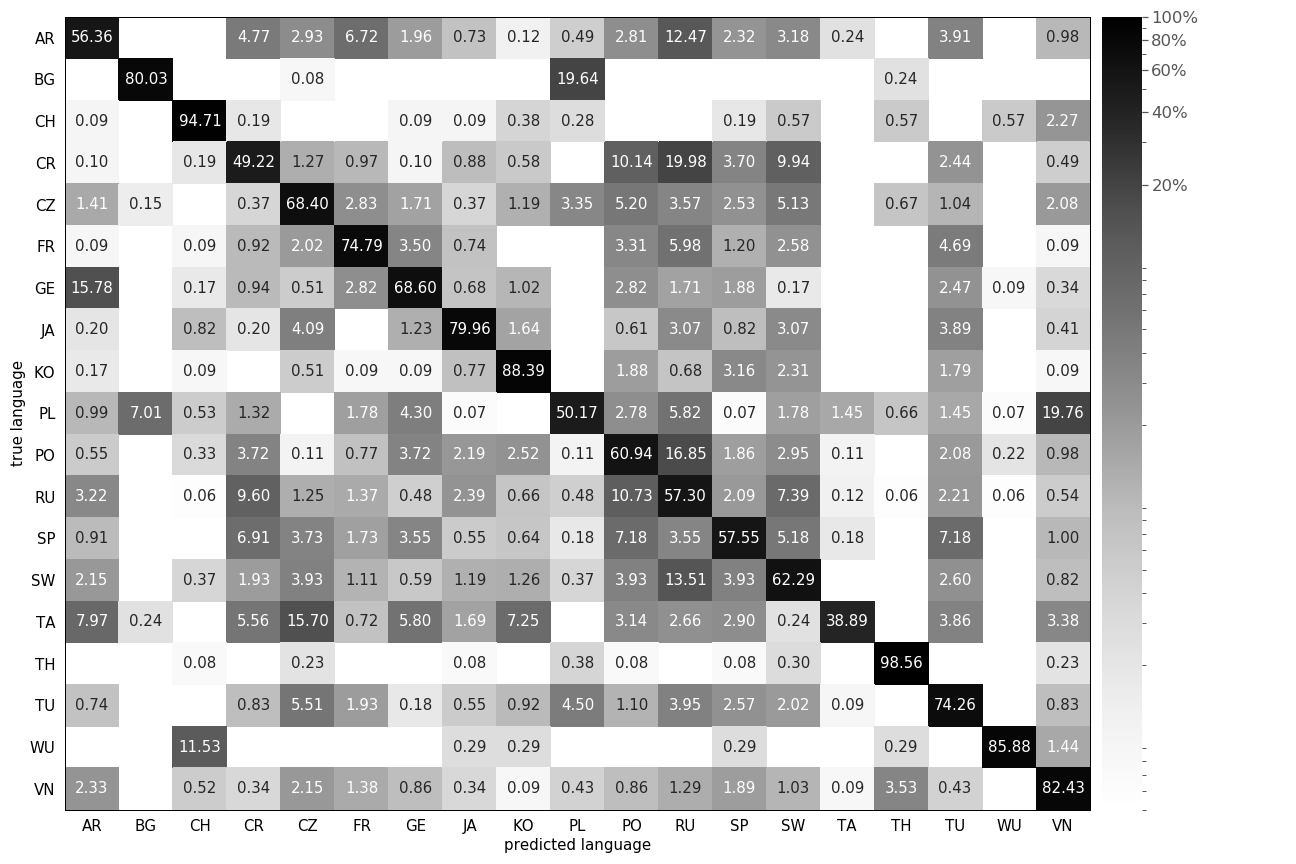 AR 56.36 4.77 2.93 6.72 1.96 0.73 0.12 0.49 2.81 12.47 2.32 3.18 0.24 3.91 0.98
BG 80.03 0.08 19.64 0.24
CH 0.09 94.71 0.19 0.09 0.09 0.38 0.28 0.19 0.57 0.57 0.57 2.27
CR 0.10 0.19 49.22 1.27 0.97 0.10 0.88 0.58 10.14 19.98 3.70 9.94 2.44 0.49
CZ 1.41 0.15 0.37 68.40 2.83 1.71 0.37 1.19 3.35 5.20 3.57 2.53 5.13 0.67 1.04 2.08
FR 0.09 0.09 0.92 2.02 74.79 3.50 0.74 3.31 5.98 1.20 2.58 4.69 0.09
GE 15.78 0.17 0.94 0.51 2.82 68.60 0.68 1.02 2.82 1.71 1.88 0.17 2.47 0.09 0.34
JA 0.20 0.82 0.20 4.09 1.23 79.96 1.64 0.61 3.07 0.82 3.07 3.89 0.41
KO 0.17 0.09 0.51 0.09 0.09 0.77 88.39 1.88 0.68 3.16 2.31 1.79 0.09
PL 0.99 7.01 0.53 1.32 1.78 4.30 0.07 50.17 2.78 5.82 0.07 1.78 1.45 0.66 1.45 0.07 19.76
PO 0.55 0.33 3.72 0.11 0.77 3.72 2.19 2.52 0.11 60.94 16.85 1.86 2.95 0.11 2.08 0.22 0.98
RU 3.22 0.06 9.60 1.25 1.37 0.48 2.39 0.66 0.48 10.73 57.30 2.09 7.39 0.12 0.06 2.21 0.06 0.54
SP 0.91 6.91 3.73 1.73 3.55 0.55 0.64 0.18 7.18 3.55 57.55 5.18 0.18 7.18 1.00
SW 2.15 0.37 1.93 3.93 1.11 0.59 1.19 1.26 0.37 3.93 13.51 3.93 62.29 2.60 0.82
TA 7.97 0.24 5.56 15.70 0.72 5.80 1.69 7.25 3.14 2.66 2.90 0.24 38.89 3.86 3.38
TH 0.08 0.23 0.08 0.38 0.08 0.08 0.30 98.56 0.23
TU 0.74 0.83 5.51 1.93 0.18 0.55 0.92 4.50 1.10 3.95 2.57 2.02 0.09 74.26 0.83
WU 11.53 0.29 0.29 0.29 0.29 85.88 1.44
VN 2.33 0.52 0.34 2.15 1.38 0.86 0.34 0.09 0.43 0.86 1.29 1.89 1.03 0.09 3.53 0.43 82.43
AR BG CH CR CZ FR GE JA KO PL PO RU SP SW TA TH TU WU VN
predicted language
true language
100%
80%
60%
40%
20%